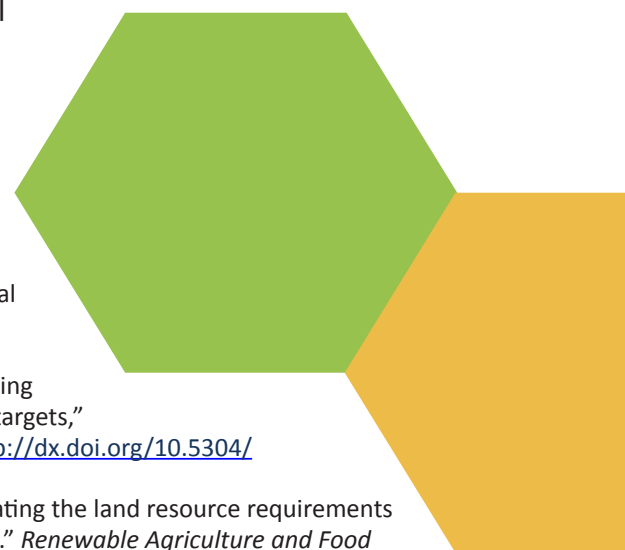 al
ing
targets,”
p://dx.doi.org/10.5304/
ating the land resource requirements
.” Renewable Agriculture and Food